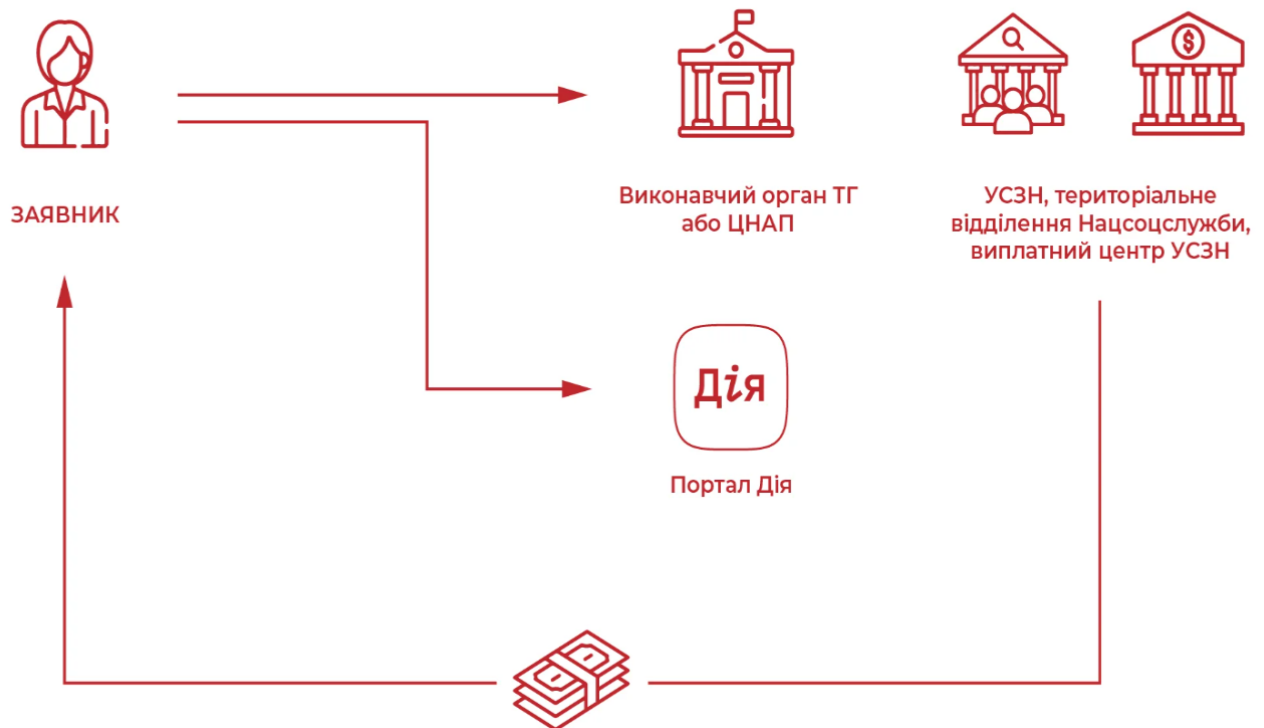 ЗАЯВНИК
Виконавчий орган ТГ
або ЦНАП
УСЗН, територіальне
відділення Нацсоцслужби,
виплатний центр УСЗН
Дія
Портал Дія